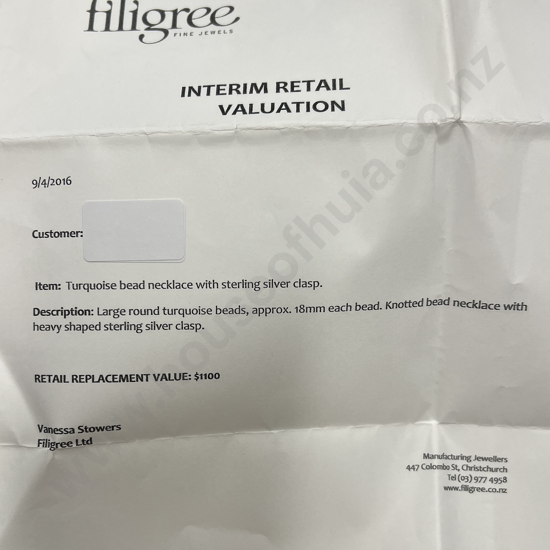 filigree
FINE JEWELS
INTERIM RETAIL
VALUATION
9/4/2016
Customer:
Item: Turquoise bead necklace with sterling silver clasp.
Description: Large round turquoise beads, approx. 18mm each bead. Knotted bead necklace with
heavy shaped sterling silver clasp.
RETAIL REPLACEMENT VALUE: $1100
Vanessa Stowers
Filigree Ltd
Manufacturing Jewellers
447 Colombo St, Christchurch
Tel (03) 977 4958
www.filigree.co.nz
www.houseofhuia.co.nz